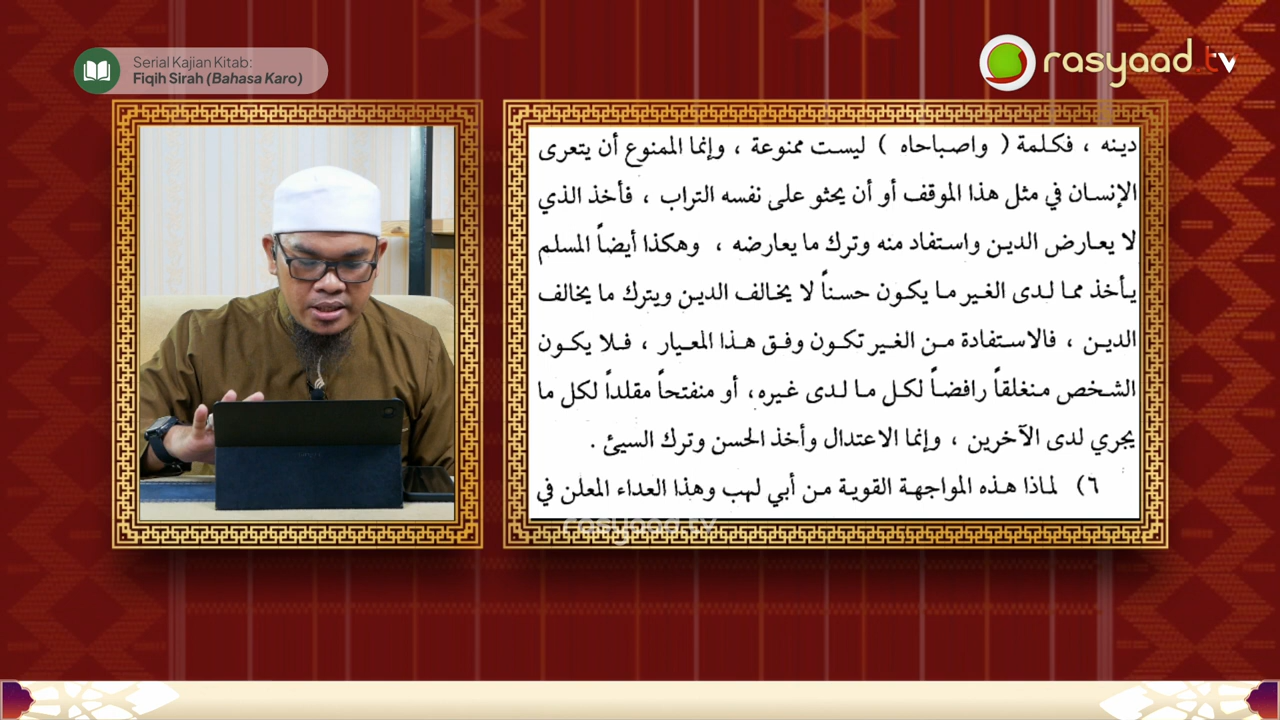 Serial Kajian Kitab:
Fiqih Sirah (Bahasa Karo)
rasyaad tv
دينه ، فكلمة ( واصباحاه ) ليست ممنوعة ، وإنما الممنوع أن يتعرى
الإنسان في مثل هذا الموقف أو أن يحثو على نفسه التراب ، فأخذ الذي
لا يعارض الدين واستفاد منه وترك ما يعارضه ، وهكذا أيضاً المسلم
يأخذ مما لدى الغير ما يكون حسناً لا يخالف الدين ويترك ما يخالف
الدين ، فالاستفادة من الغير تكون وفق هذا المعيار ، فلا يكون
الشخص منغلقاً رافضاً لكل ما لدى غيره، أو منفتحاً مقلداً لكل ما
يجري لدى الآخرين ، وإنما الاعتدال وأخذ الحسن وترك السيئ .
٦) لماذا هذه المواجهة القوية من أبي لهب وهذا العداء المعلن في
rasyaad tv